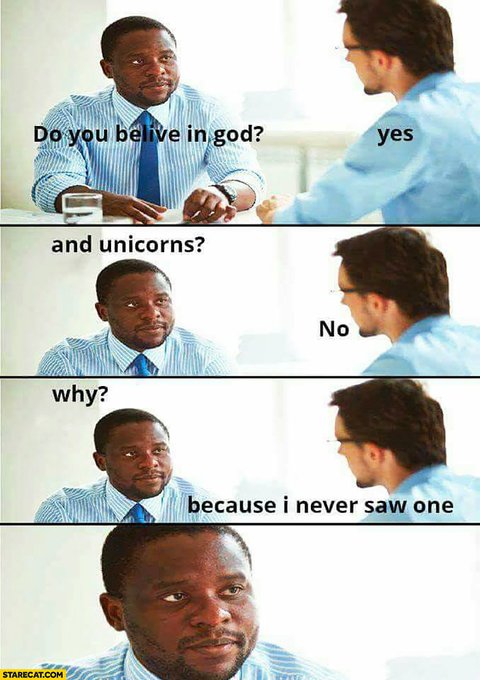 Do you belive in god?
yes
and unicorns?
No
why?
because i never saw one
STARECAT.COM